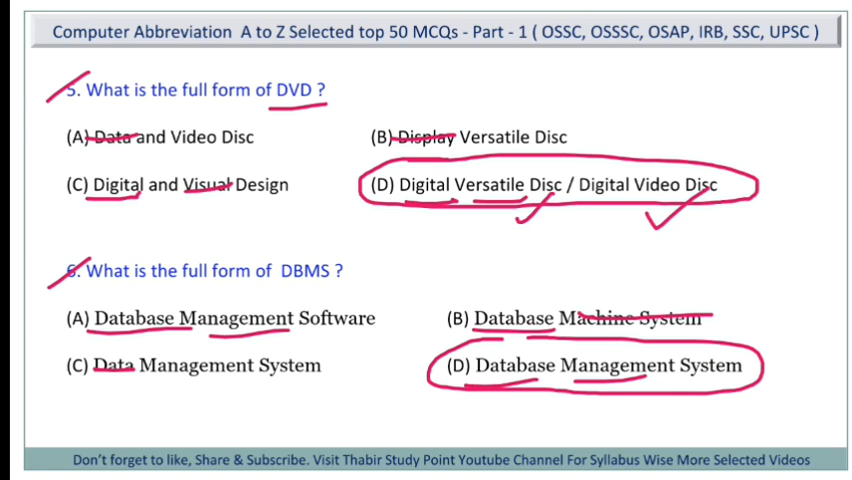 Computer Abbreviation A to Z Selected top 50 MCQs - Part - 1 ( OSSC, OSSSC, OSAP, IRB, SSC, UPSC )
5. What is the full form of DVD ?
(A) Data and Video Disc (B) Display Versatile Disc
(C) Digital and Visual Design (D) Digital Versatile Disc / Digital Video Disc
6. What is the full form of DBMS ?
(A) Database Management Software (B) Database Machine System
(C) Data Management System (D) Database Management System
Don't forget to like, Share & Subscribe. Visit Thabir Study Point Youtube Channel For Syllabus Wise More Selected Videos